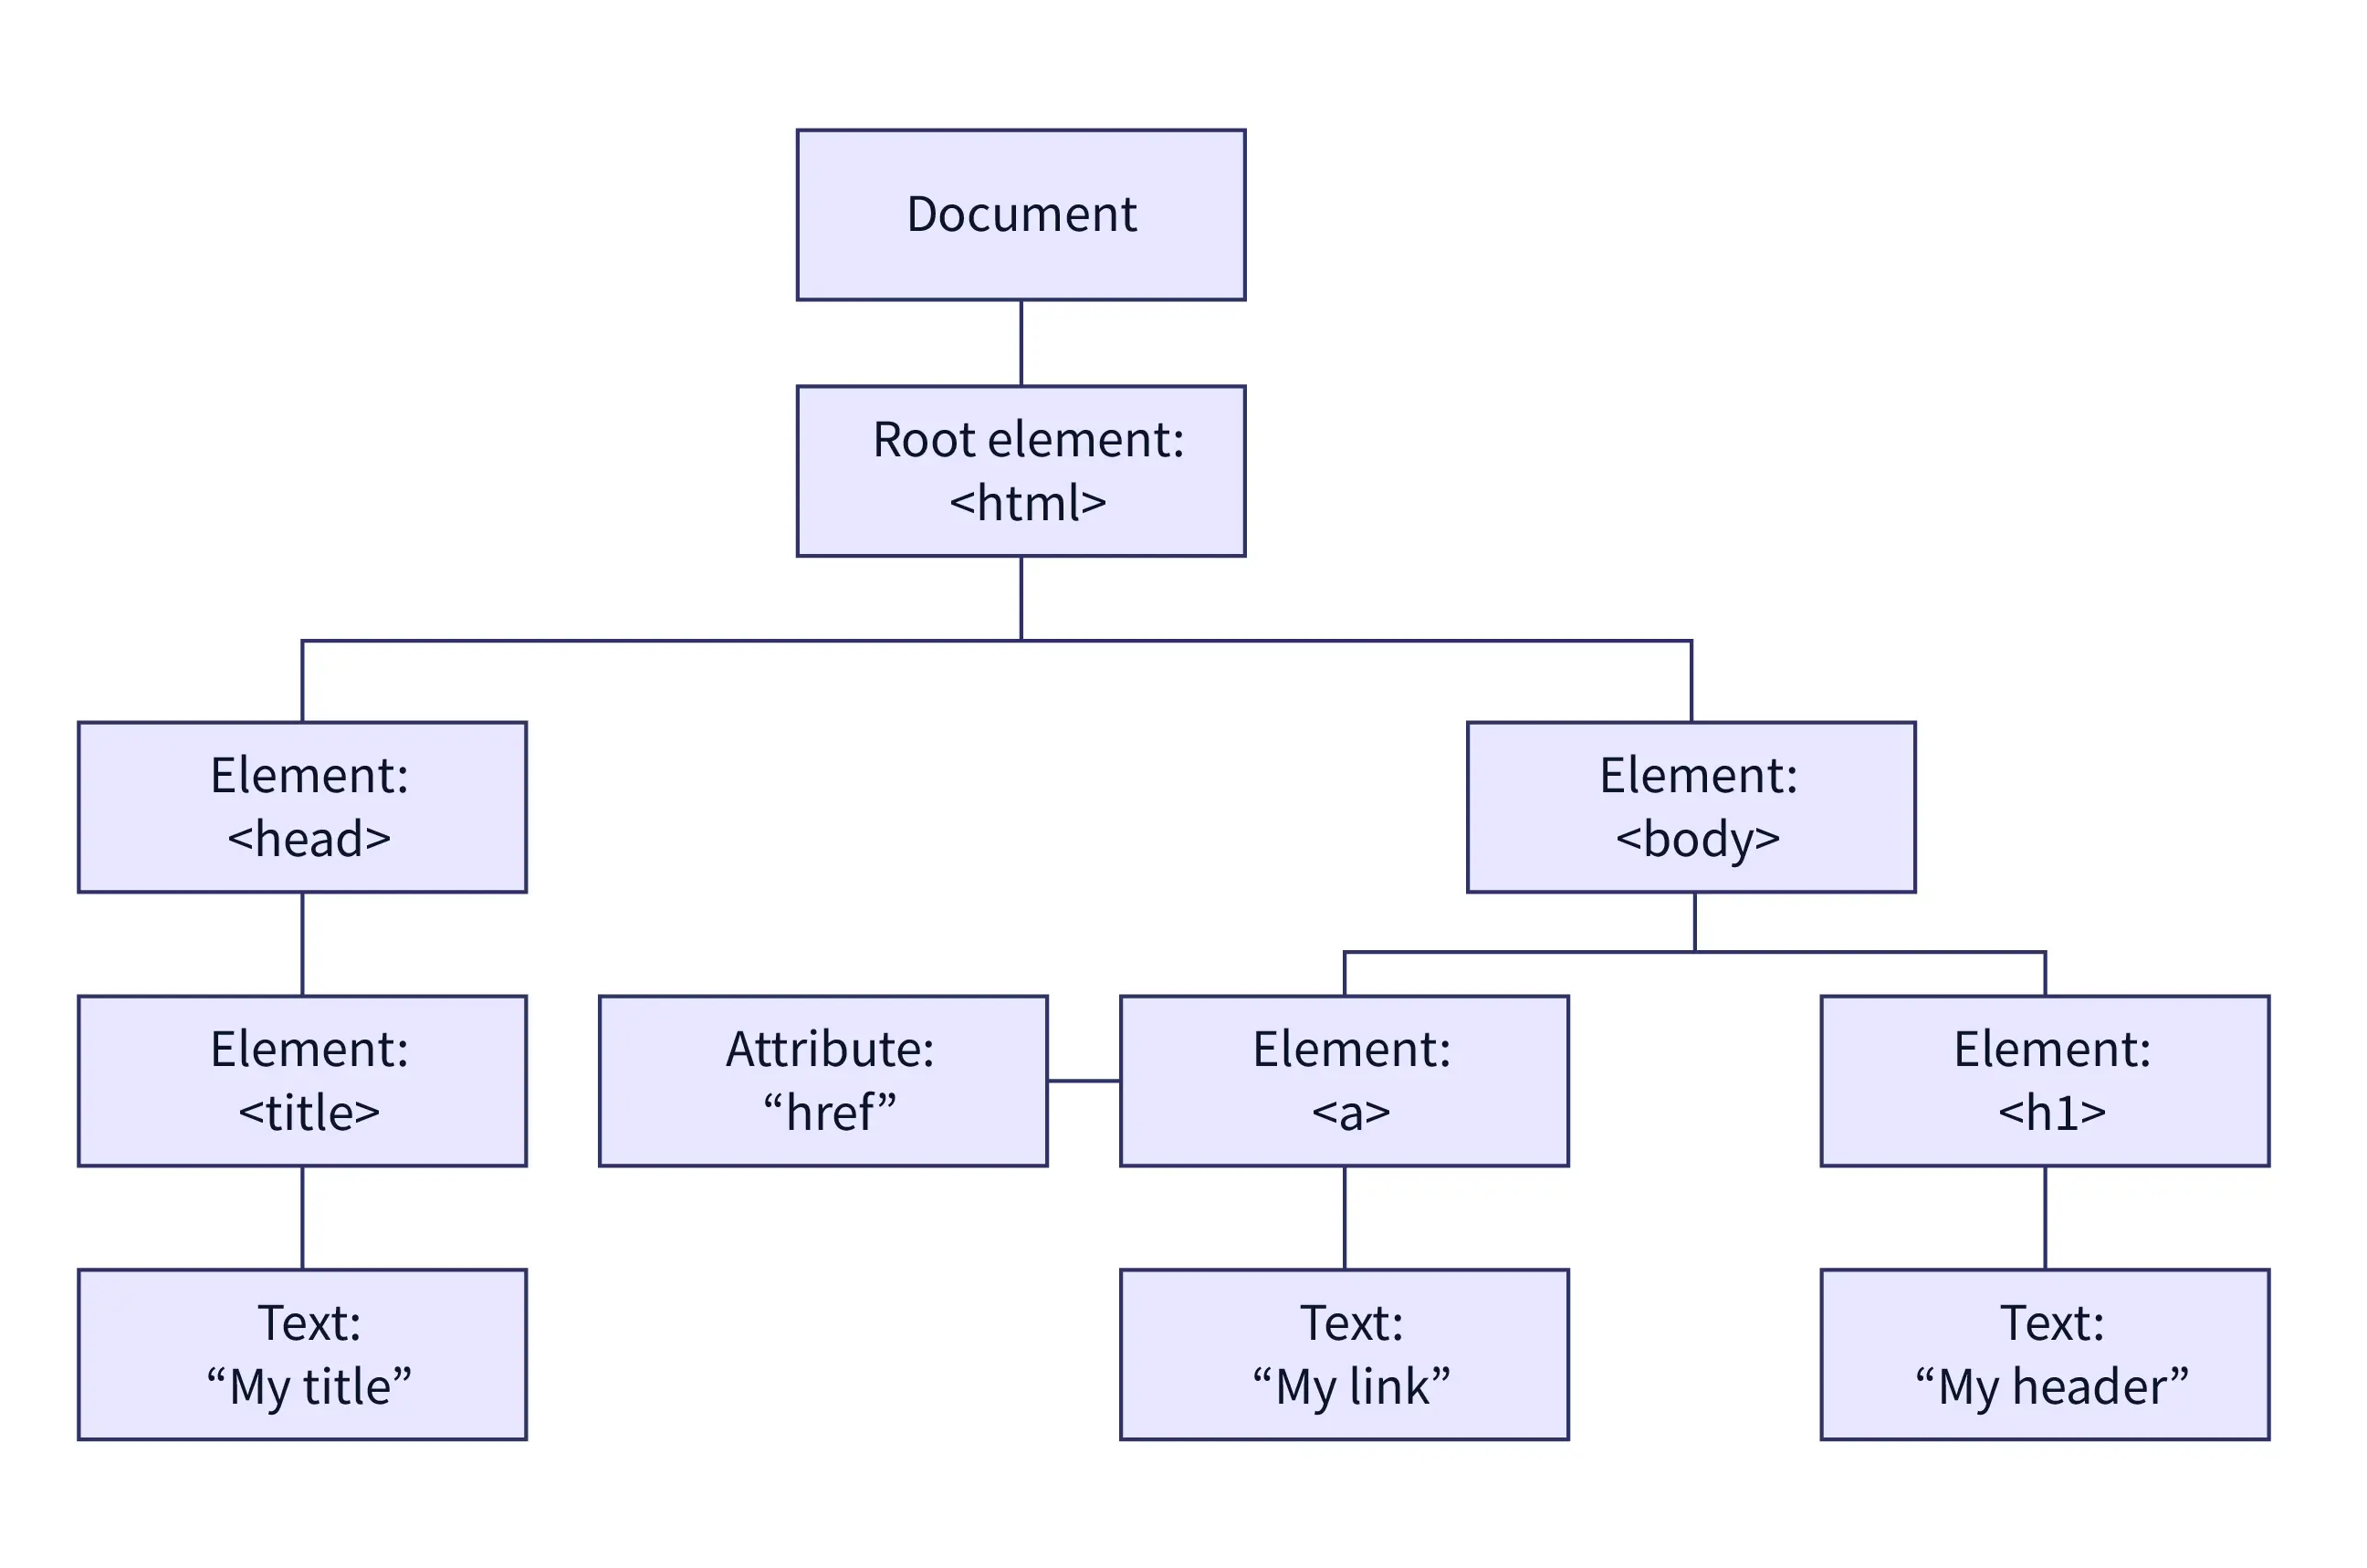 Document
Root element:
<html>
Element:
<head>
Element:
<body>
Element:
<title>
Attribute:
“href”
Element:
<a>
Element:
<h1>
Text:
“My title”
Text:
“My link”
Text:
“My header”